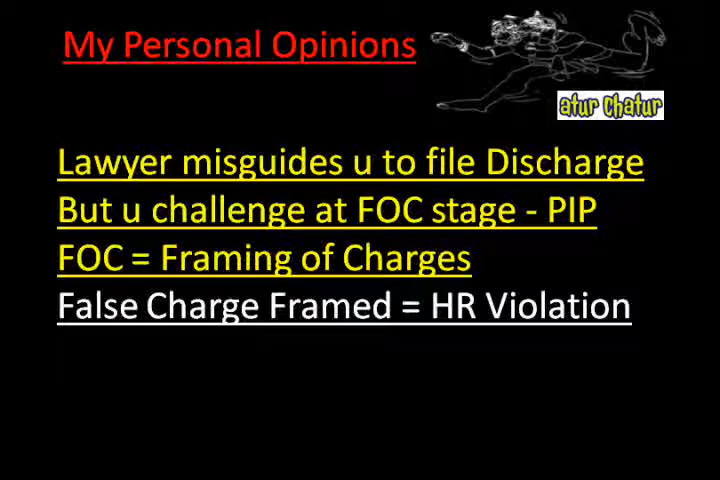 My Personal Opinions
atur chatur
Lawyer misguides u to file Discharge
But u challenge at FOC stage - PIP
FOC = Framing of Charges
False Charge Framed = HR Violation